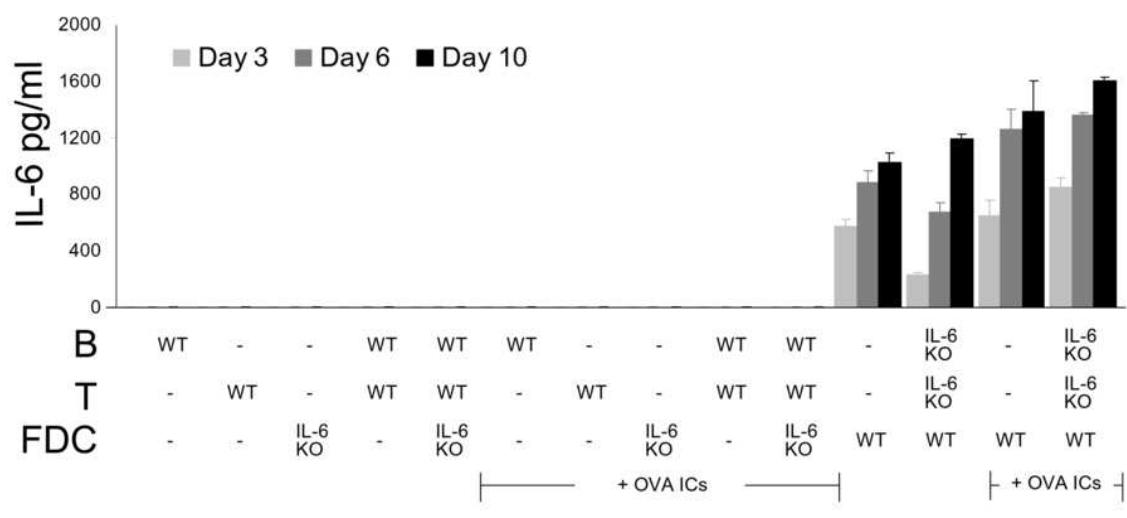 2000
1600
1200
800
400
0
IL-6 pg/ml
Day 3 Day 6 Day 10
B WT - - WT WT WT - - WT WT - IL-6 KO - IL-6 KO
T - WT - WT WT - WT - WT WT - IL-6 KO - IL-6 KO
FDC - - IL-6 KO - IL-6 KO - - IL-6 KO - IL-6 KO WT WT WT WT
+ OVA ICs + OVA ICs